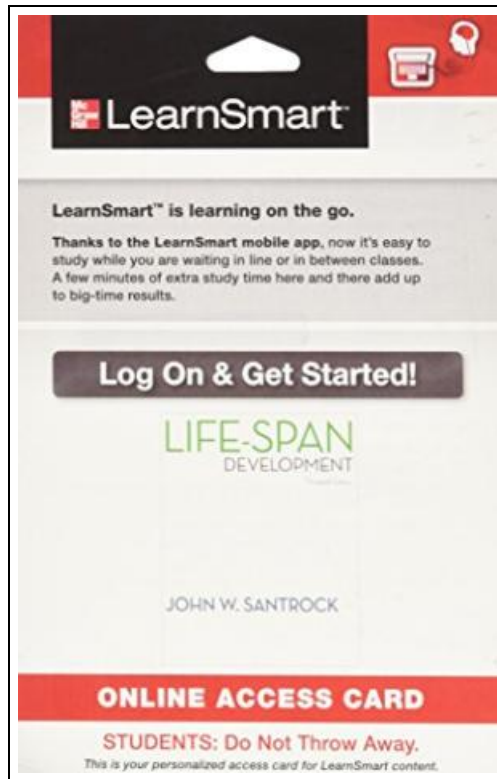 Mc
Graw
Hill
LearnSmart™
LearnSmart™ is learning on the go.
Thanks to the LearnSmart mobile app, now it's easy to
study while you are waiting in line or in between classes.
A few minutes of extra study time here and there add up
to big-time results.
Log On & Get Started!
LIFE-SPAN
DEVELOPMENT
JOHN W. SANTROCK
ONLINE ACCESS CARD
STUDENTS: Do Not Throw Away.
This is your personalized access card for LearnSmart content.